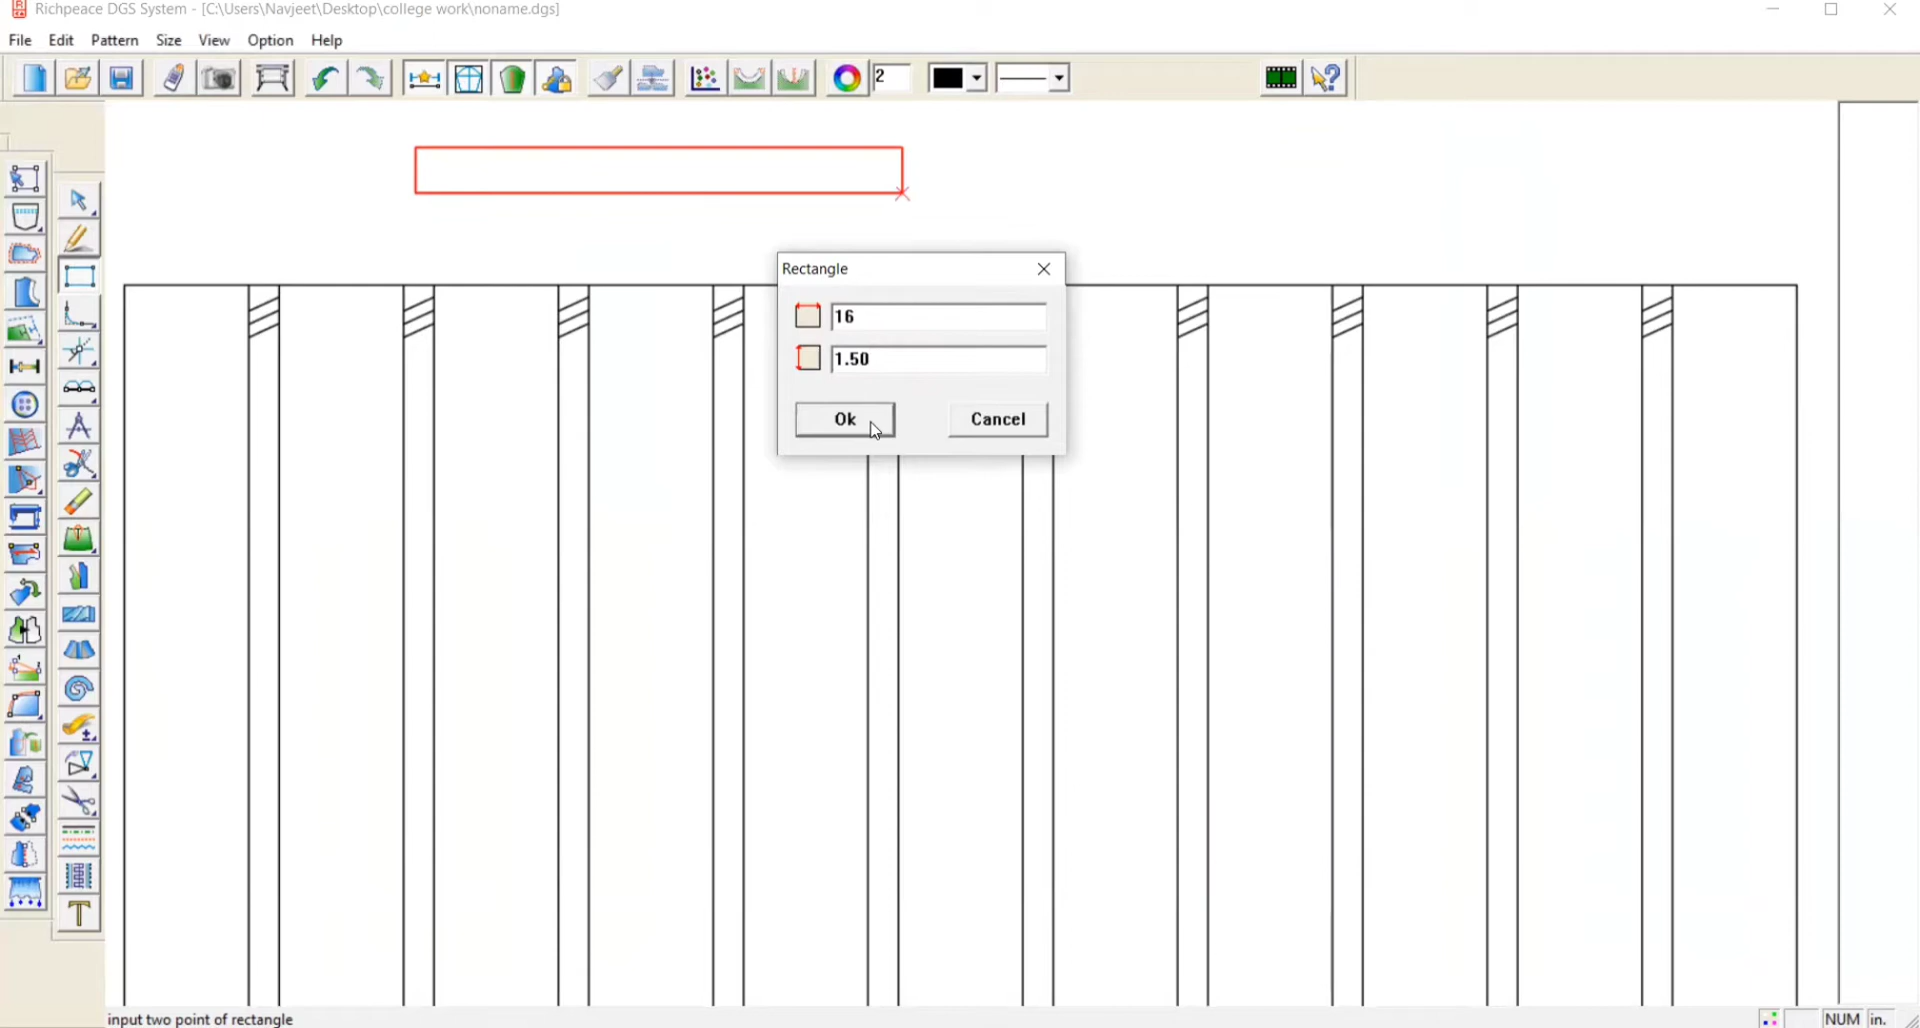 Richpeace DGS System - [C:\Users\Navjeet\Desktop\college work\noname.dgs]
File Edit Pattern Size View Option Help
2
Rectangle
16
1.50
Ok Cancel
T
input two point of rectangle NUM in.